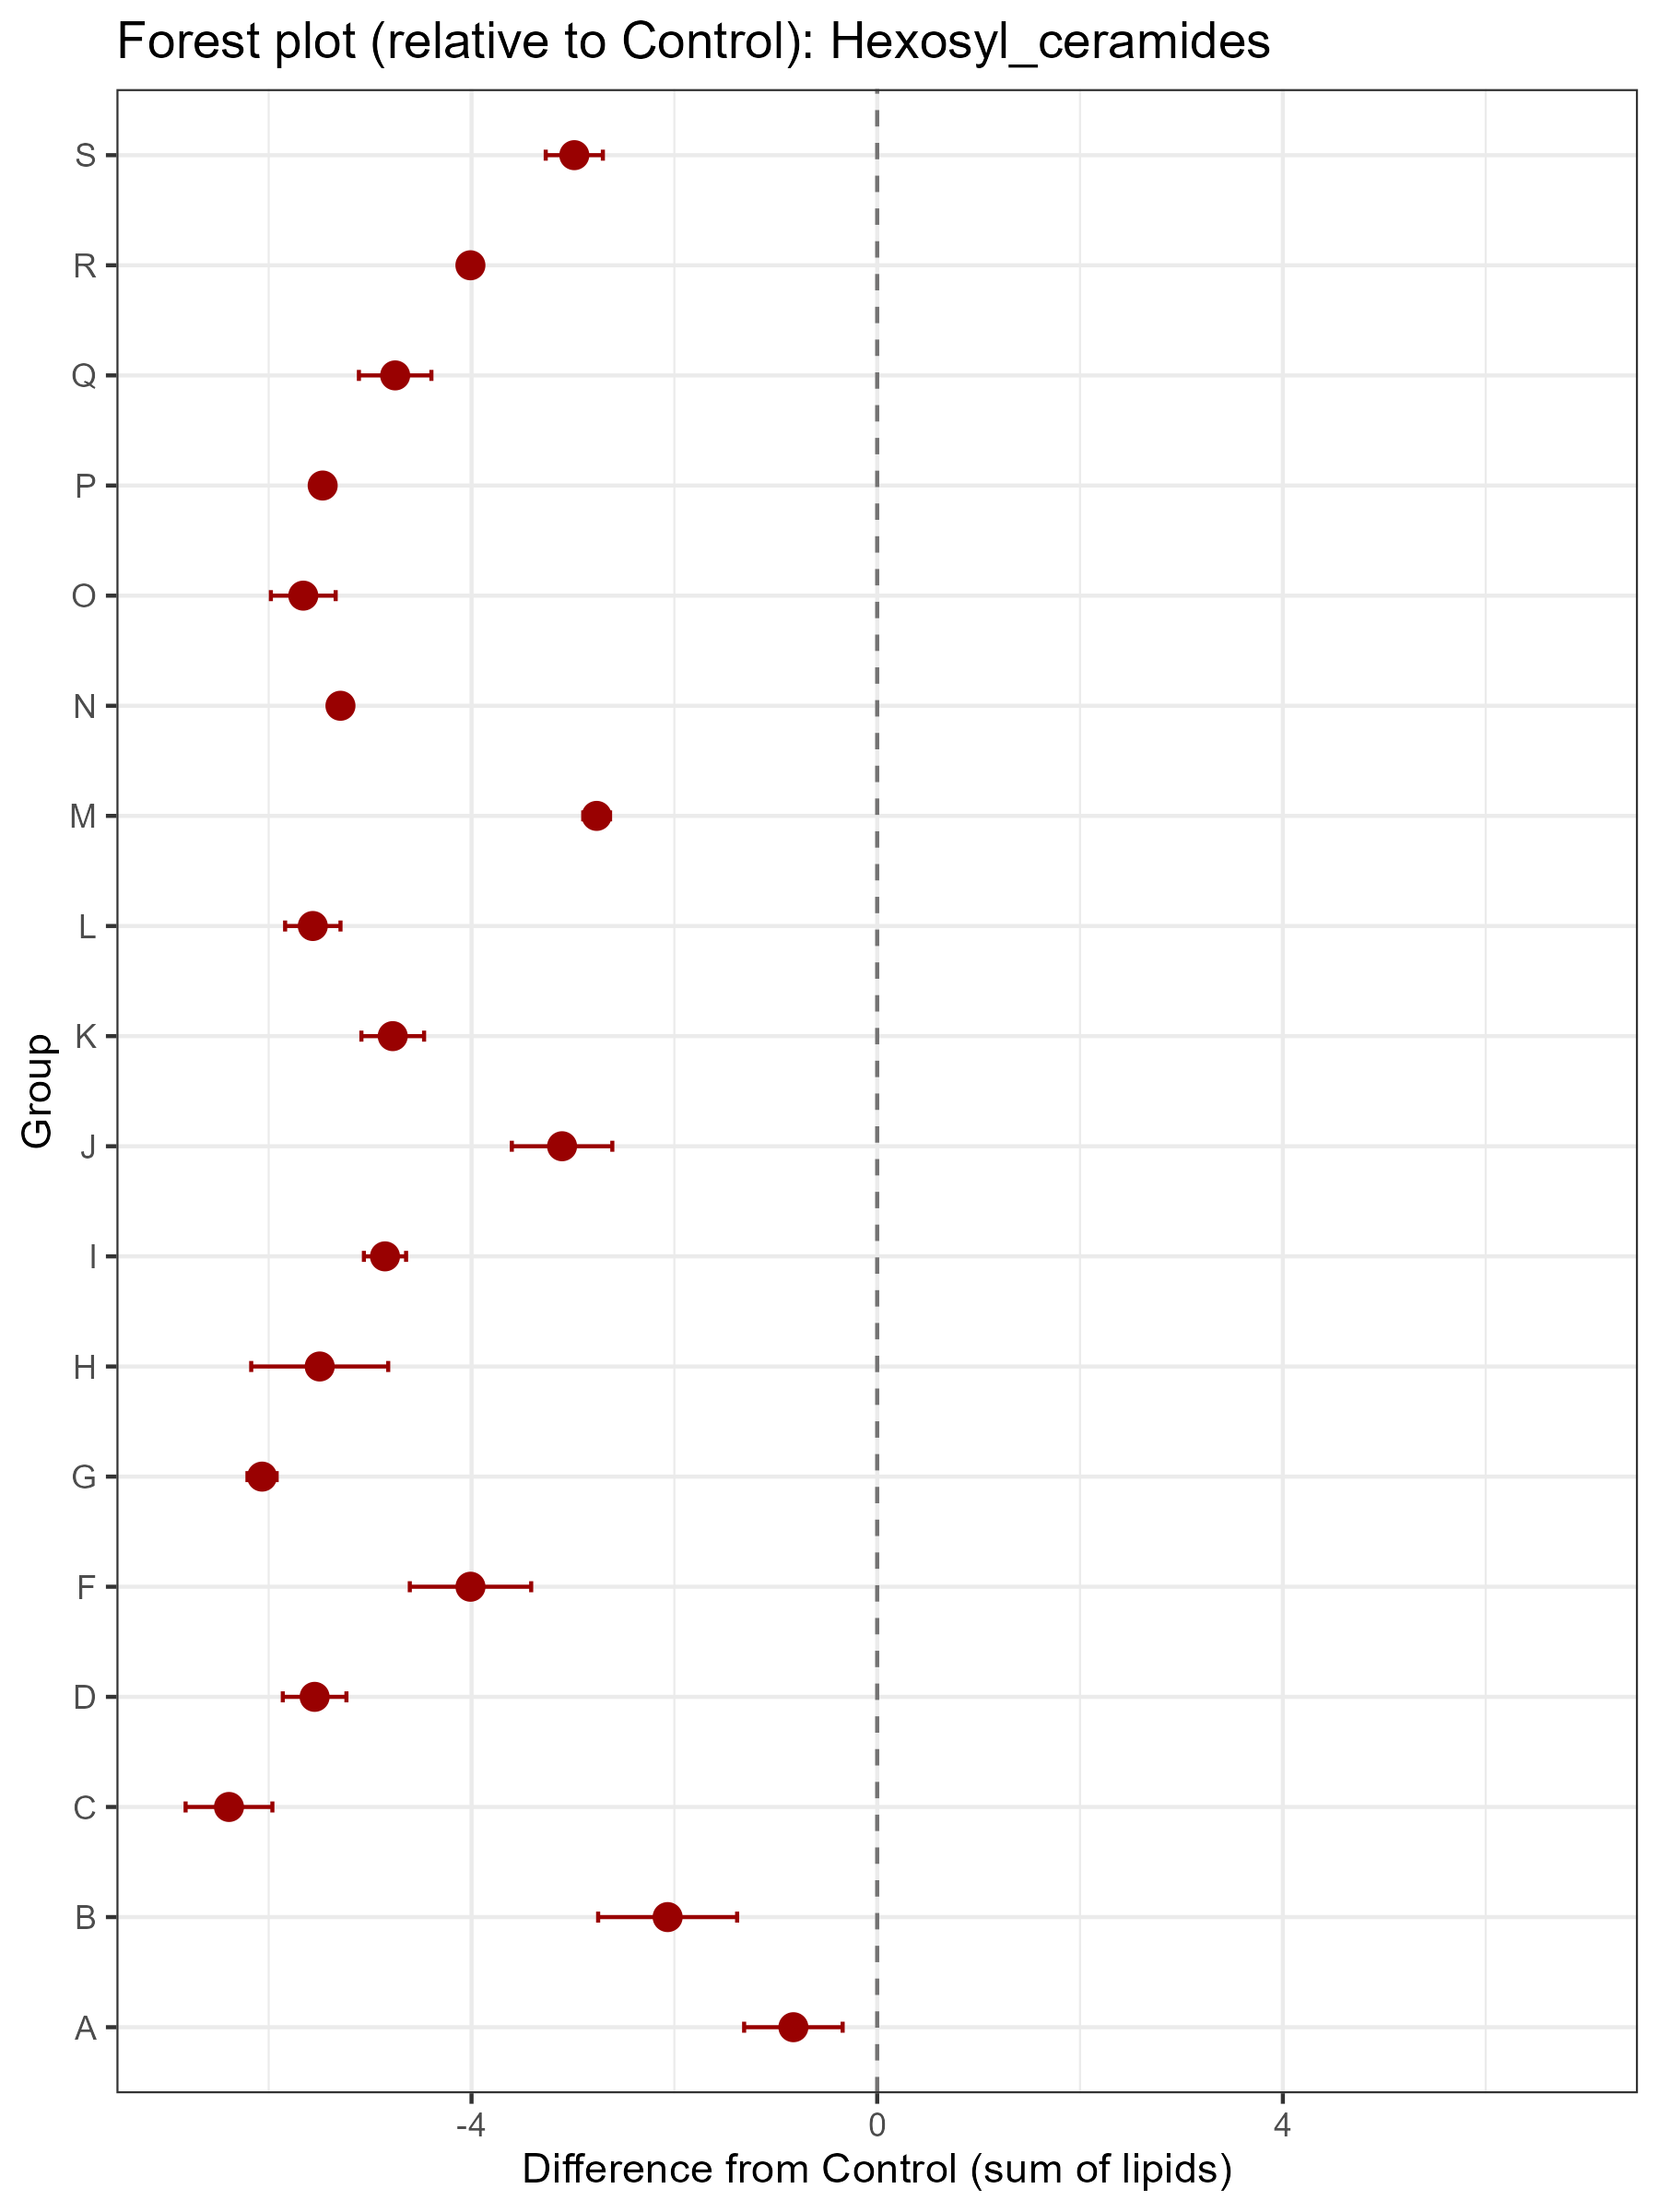 Forest plot (relative to Control): Hexosyl_ceramides
S
R
Q
P
O
N
M
L
K
J
I
H
G
F
D
C
B
A
Group
-4 0 4
Difference from Control (sum of lipids)